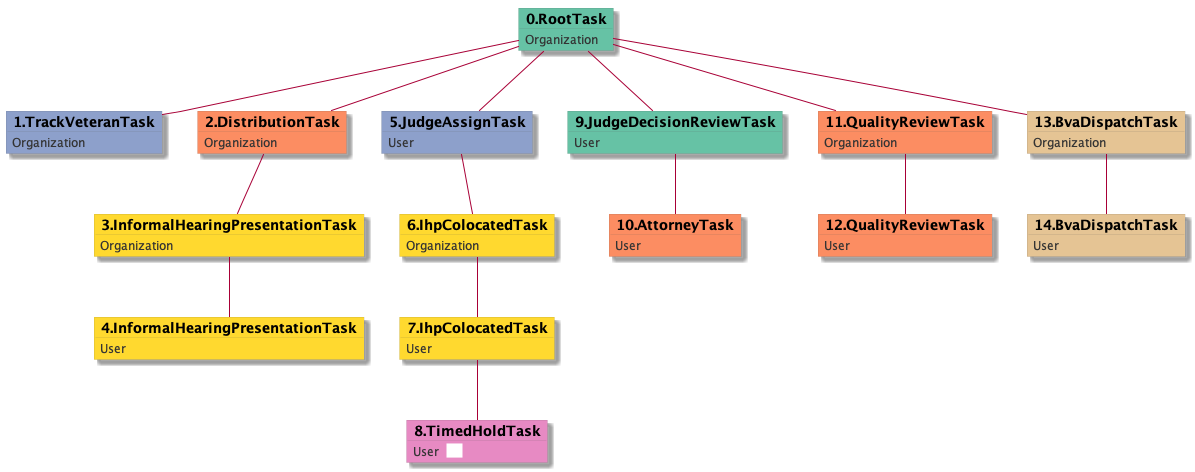 0.RootTask
Organization
1.TrackVeteranTask
Organization
2.DistributionTask
Organization
5.JudgeAssignTask
User
9.JudgeDecisionReviewTask
User
11.QualityReviewTask
Organization
13.BvaDispatchTask
Organization
3.InformalHearingPresentationTask
Organization
6.IhpColocatedTask
Organization
10.AttorneyTask
User
12.QualityReviewTask
User
14.BvaDispatchTask
User
4.InformalHearingPresentationTask
User
7.IhpColocatedTask
User
8.TimedHoldTask
User